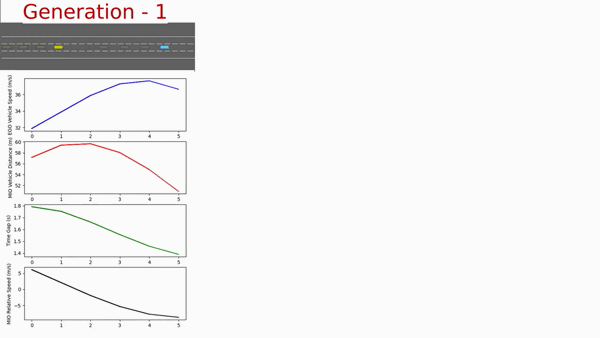 Generation - 1
EGO Vehicle Speed (m/s)
36
34
32
0 1 2 3 4 5
MIO Vehicle Distance (m)
60
58
56
54
52
0 1 2 3 4 5
Time Gap (s)
1.8
1.7
1.6
1.5
1.4
0 1 2 3 4 5
MIO Relative Speed (m/s)
5
0
−5
0 1 2 3 4 5